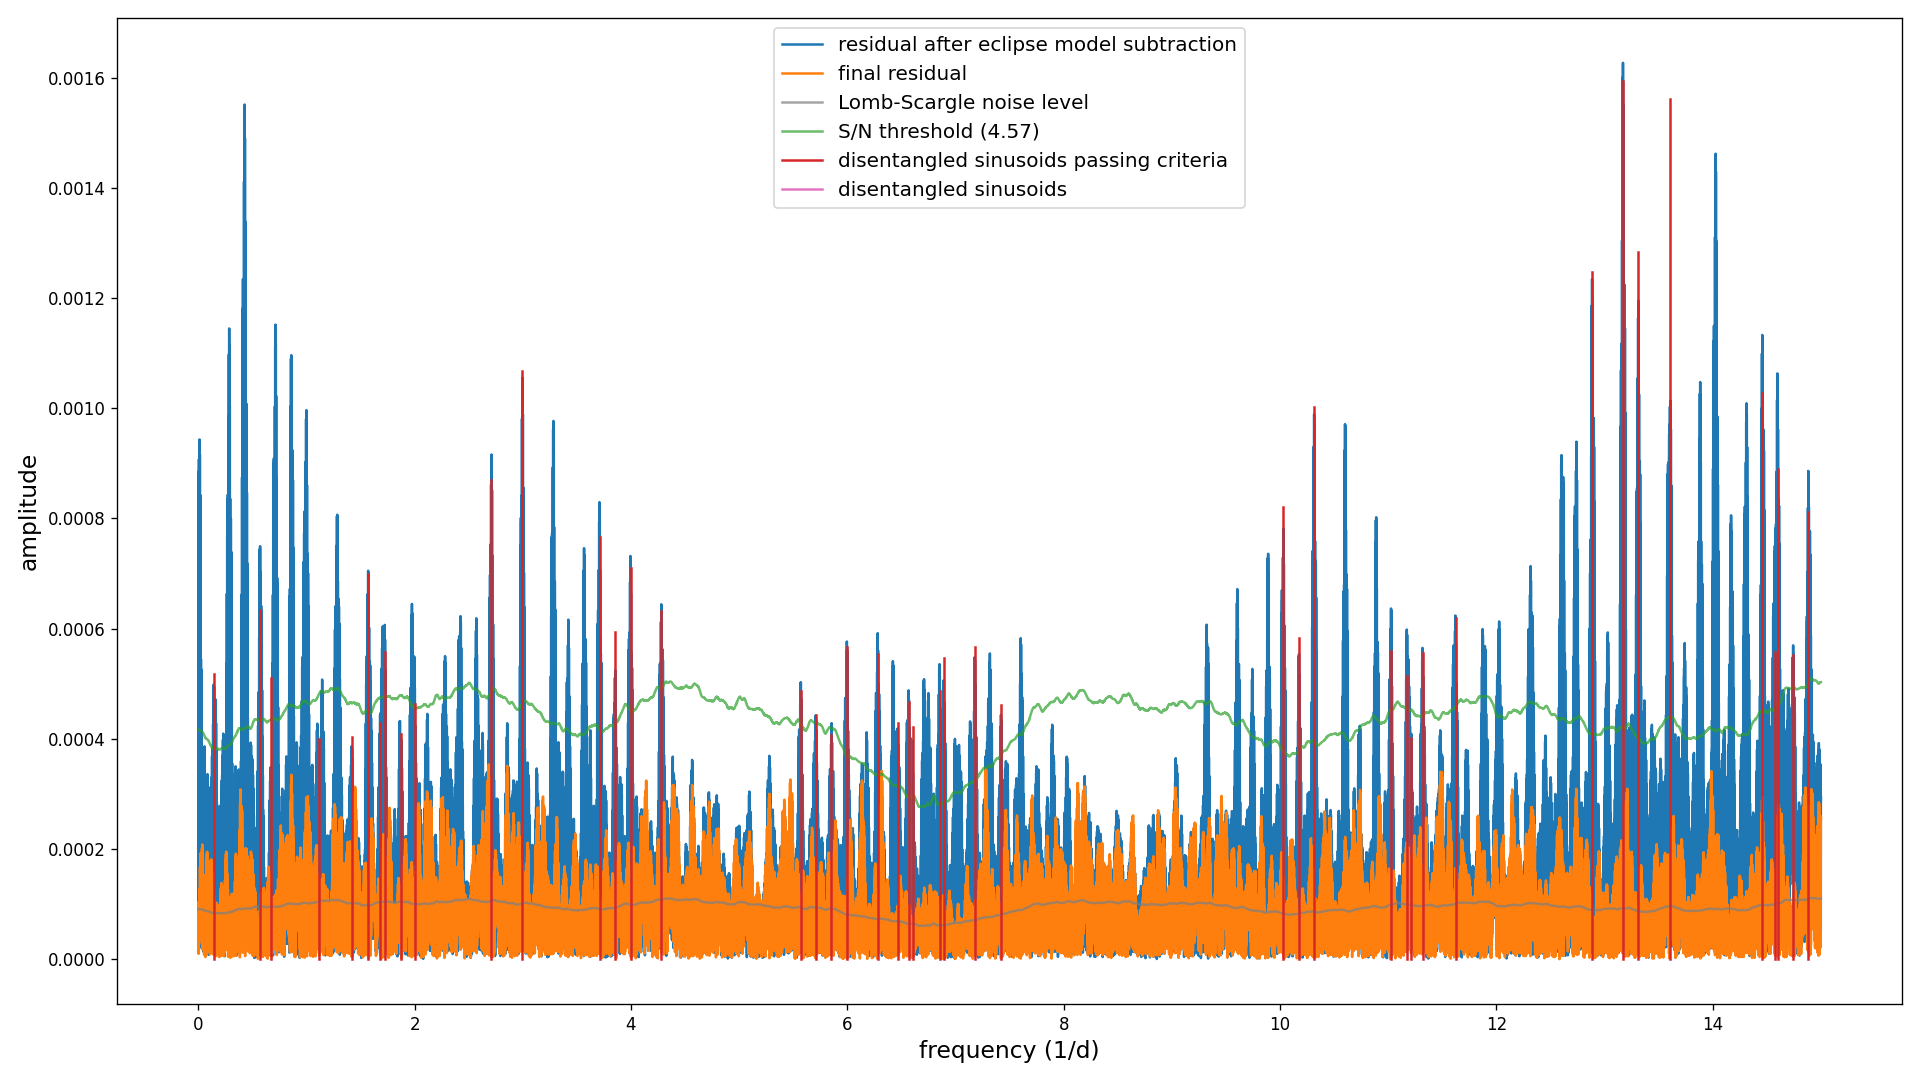 residual after eclipse model subtraction
final residual
Lomb-Scargle noise level
S/N threshold (4.57)
disentangled sinusoids passing criteria
disentangled sinusoids
amplitude
0.0016
0.0014
0.0012
0.0010
0.0008
0.0006
0.0004
0.0002
0.0000
0 2 4 6 8 10 12 14
frequency (1/d)